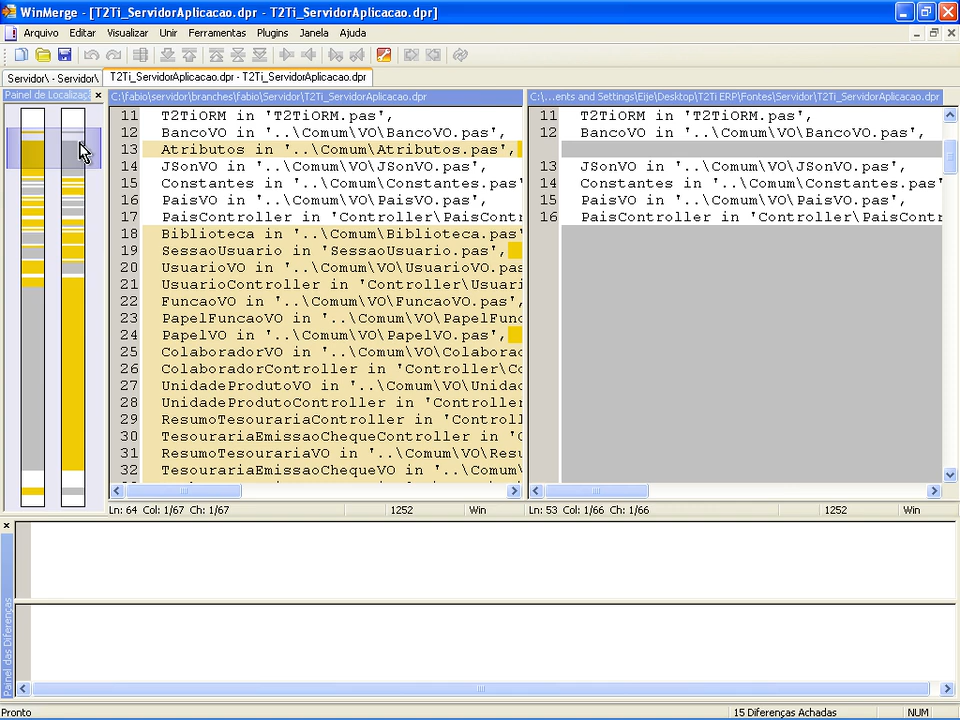 WinMerge - [T2Ti_ServidorAplicacao.dpr - T2Ti_ServidorAplicacao.dpr]
Arquivo Editar Visualizar Unir Ferramentas Plugins Janela Ajuda
Servidor\ - Servidor\ T2Ti_ServidorAplicacao.dpr - T2Ti_ServidorAplicacao.dpr
Painel de Localizaç
C:\fabio\servidor\branches\fabio\Servidor\T2Ti_ServidorAplicacao.dpr
11 T2TiORM in 'T2TiORM.pas',
12 BancoVO in '..\Comum\VO\BancoVO.pas',
13 Atributos in '..\Comum\Atributos.pas',
14 JSonVO in '..\Comum\VO\JSonVO.pas',
15 Constantes in '..\Comum\Constantes.pas'
16 PaisVO in '..\Comum\VO\PaisVO.pas',
17 PaisController in 'Controller\PaisContr
18 Biblioteca in '..\Comum\Biblioteca.pas'
19 SessaoUsuario in 'SessaoUsuario.pas',
20 UsuarioVO in '..\Comum\VO\UsuarioVO.pas
21 UsuarioController in 'Controller\Usuari
22 FuncaoVO in '..\Comum\VO\FuncaoVO.pas',
23 PapelFuncaoVO in '..\Comum\VO\PapelFunc
24 PapelVO in '..\Comum\VO\PapelVO.pas',
25 ColaboradorVO in '..\Comum\VO\Colaborac
26 ColaboradorController in 'Controller\Co
27 UnidadeProdutoVO in '..\Comum\VO\Unidac
28 UnidadeProdutoController in 'Controller
29 ResumoTesourariaController in 'Controll
30 TesourariaEmissaoChequeController in 'C
31 ResumoTesourariaVO in '..\Comum\VO\Resu
32 TesourariaEmissaoChequeVO in '..\Comum\
Ln: 64 Col: 1/67 Ch: 1/67 1252 Win
C:\...ents and Settings\Eije\Desktop\T2Ti ERP\Fontes\Servidor\T2Ti_ServidorAplicacao.dpr
11 T2TiORM in 'T2TiORM.pas',
12 BancoVO in '..\Comum\VO\BancoVO.pas',
13 JSonVO in '..\Comum\VO\JSonVO.pas',
14 Constantes in '..\Comum\Constantes.pas'
15 PaisVO in '..\Comum\VO\PaisVO.pas',
16 PaisController in 'Controller\PaisContr
Ln: 53 Col: 1/66 Ch: 1/66 1252 Win
Painel das Diferenças
Pronto 15 Diferenças Achadas NUM